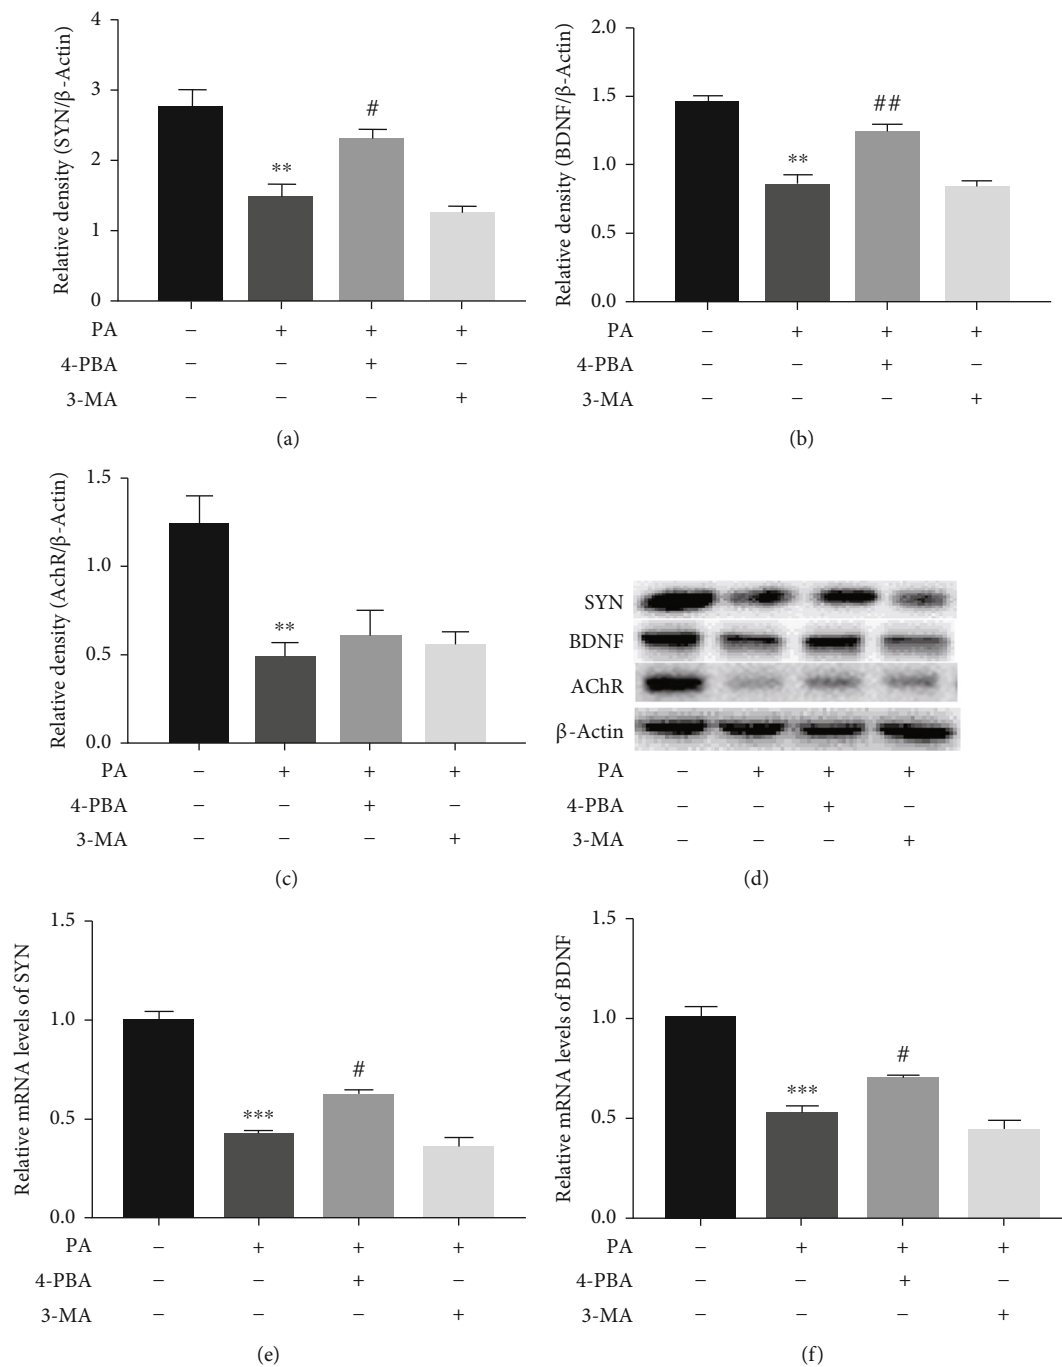 Relative density (SYN/β-Actin)
4
3
2
1
0
**
#
PA − + + +
4-PBA − − + −
3-MA − − − +
(a)
Relative density (BDNF/β-Actin)
2.0
1.5
1.0
0.5
0.0
**
##
PA − + + +
4-PBA − − + −
3-MA − − − +
(b)
Relative density (AchR/β-Actin)
1.5
1.0
0.5
0.0
**
PA − + + +
4-PBA − − + −
3-MA − − − +
(c)
SYN
BDNF
AChR
β-Actin
PA − + + +
4-PBA − − + −
3-MA − − − +
(d)
Relative mRNA levels of SYN
1.5
1.0
0.5
0.0
***
#
PA − + + +
4-PBA − − + −
3-MA − − − +
(e)
Relative mRNA levels of BDNF
1.5
1.0
0.5
0.0
***
#
PA − + + +
4-PBA − − + −
3-MA − − − +
(f)